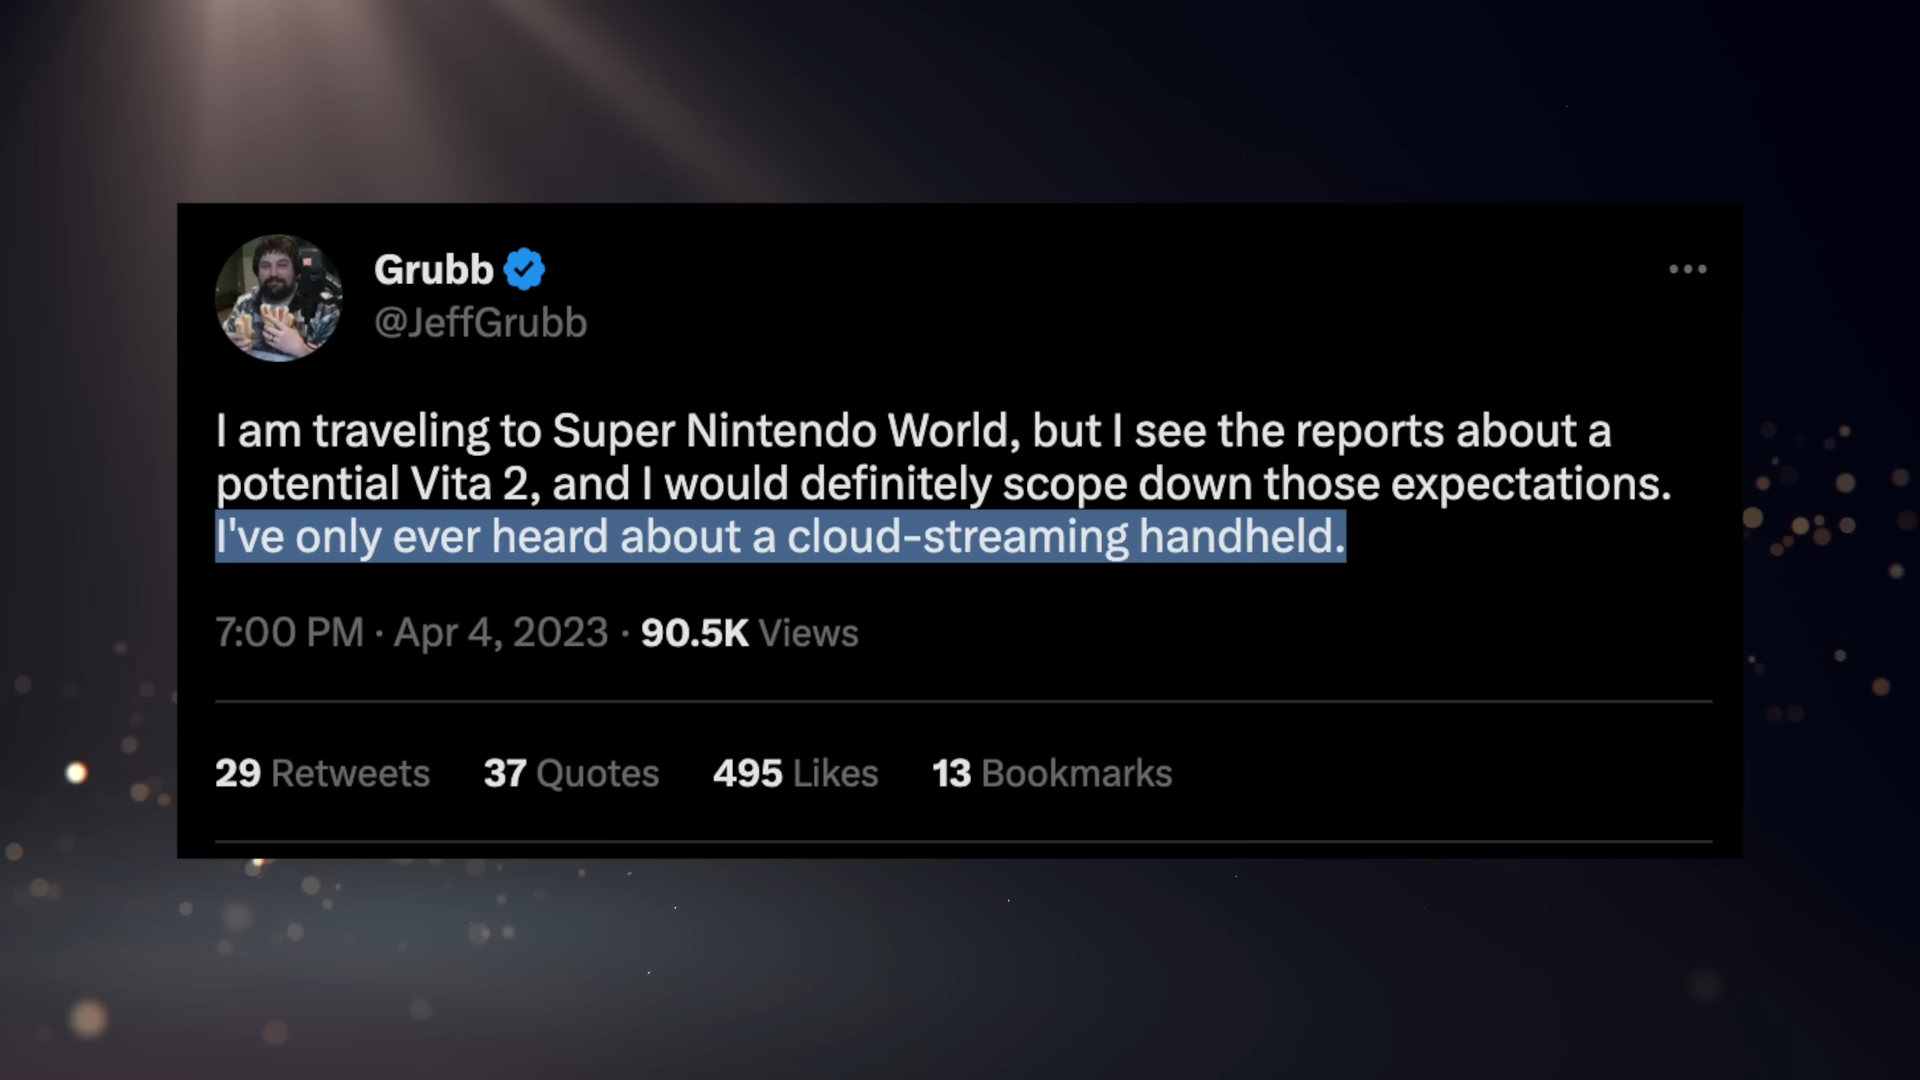 Grubb
@JeffGrubb
I am traveling to Super Nintendo World, but I see the reports about a
potential Vita 2, and I would definitely scope down those expectations.
I've only ever heard about a cloud-streaming handheld.
7:00 PM · Apr 4, 2023 · 90.5K Views
29 Retweets 37 Quotes 495 Likes 13 Bookmarks